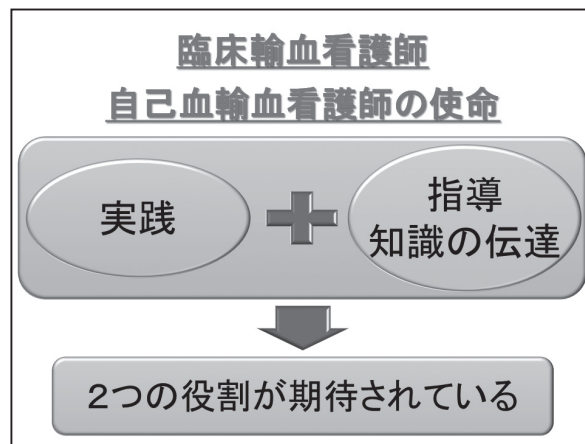 臨床輸血看護師
自己血輸血看護師の使命
実践
指導
知識の伝達
2つの役割が期待されている